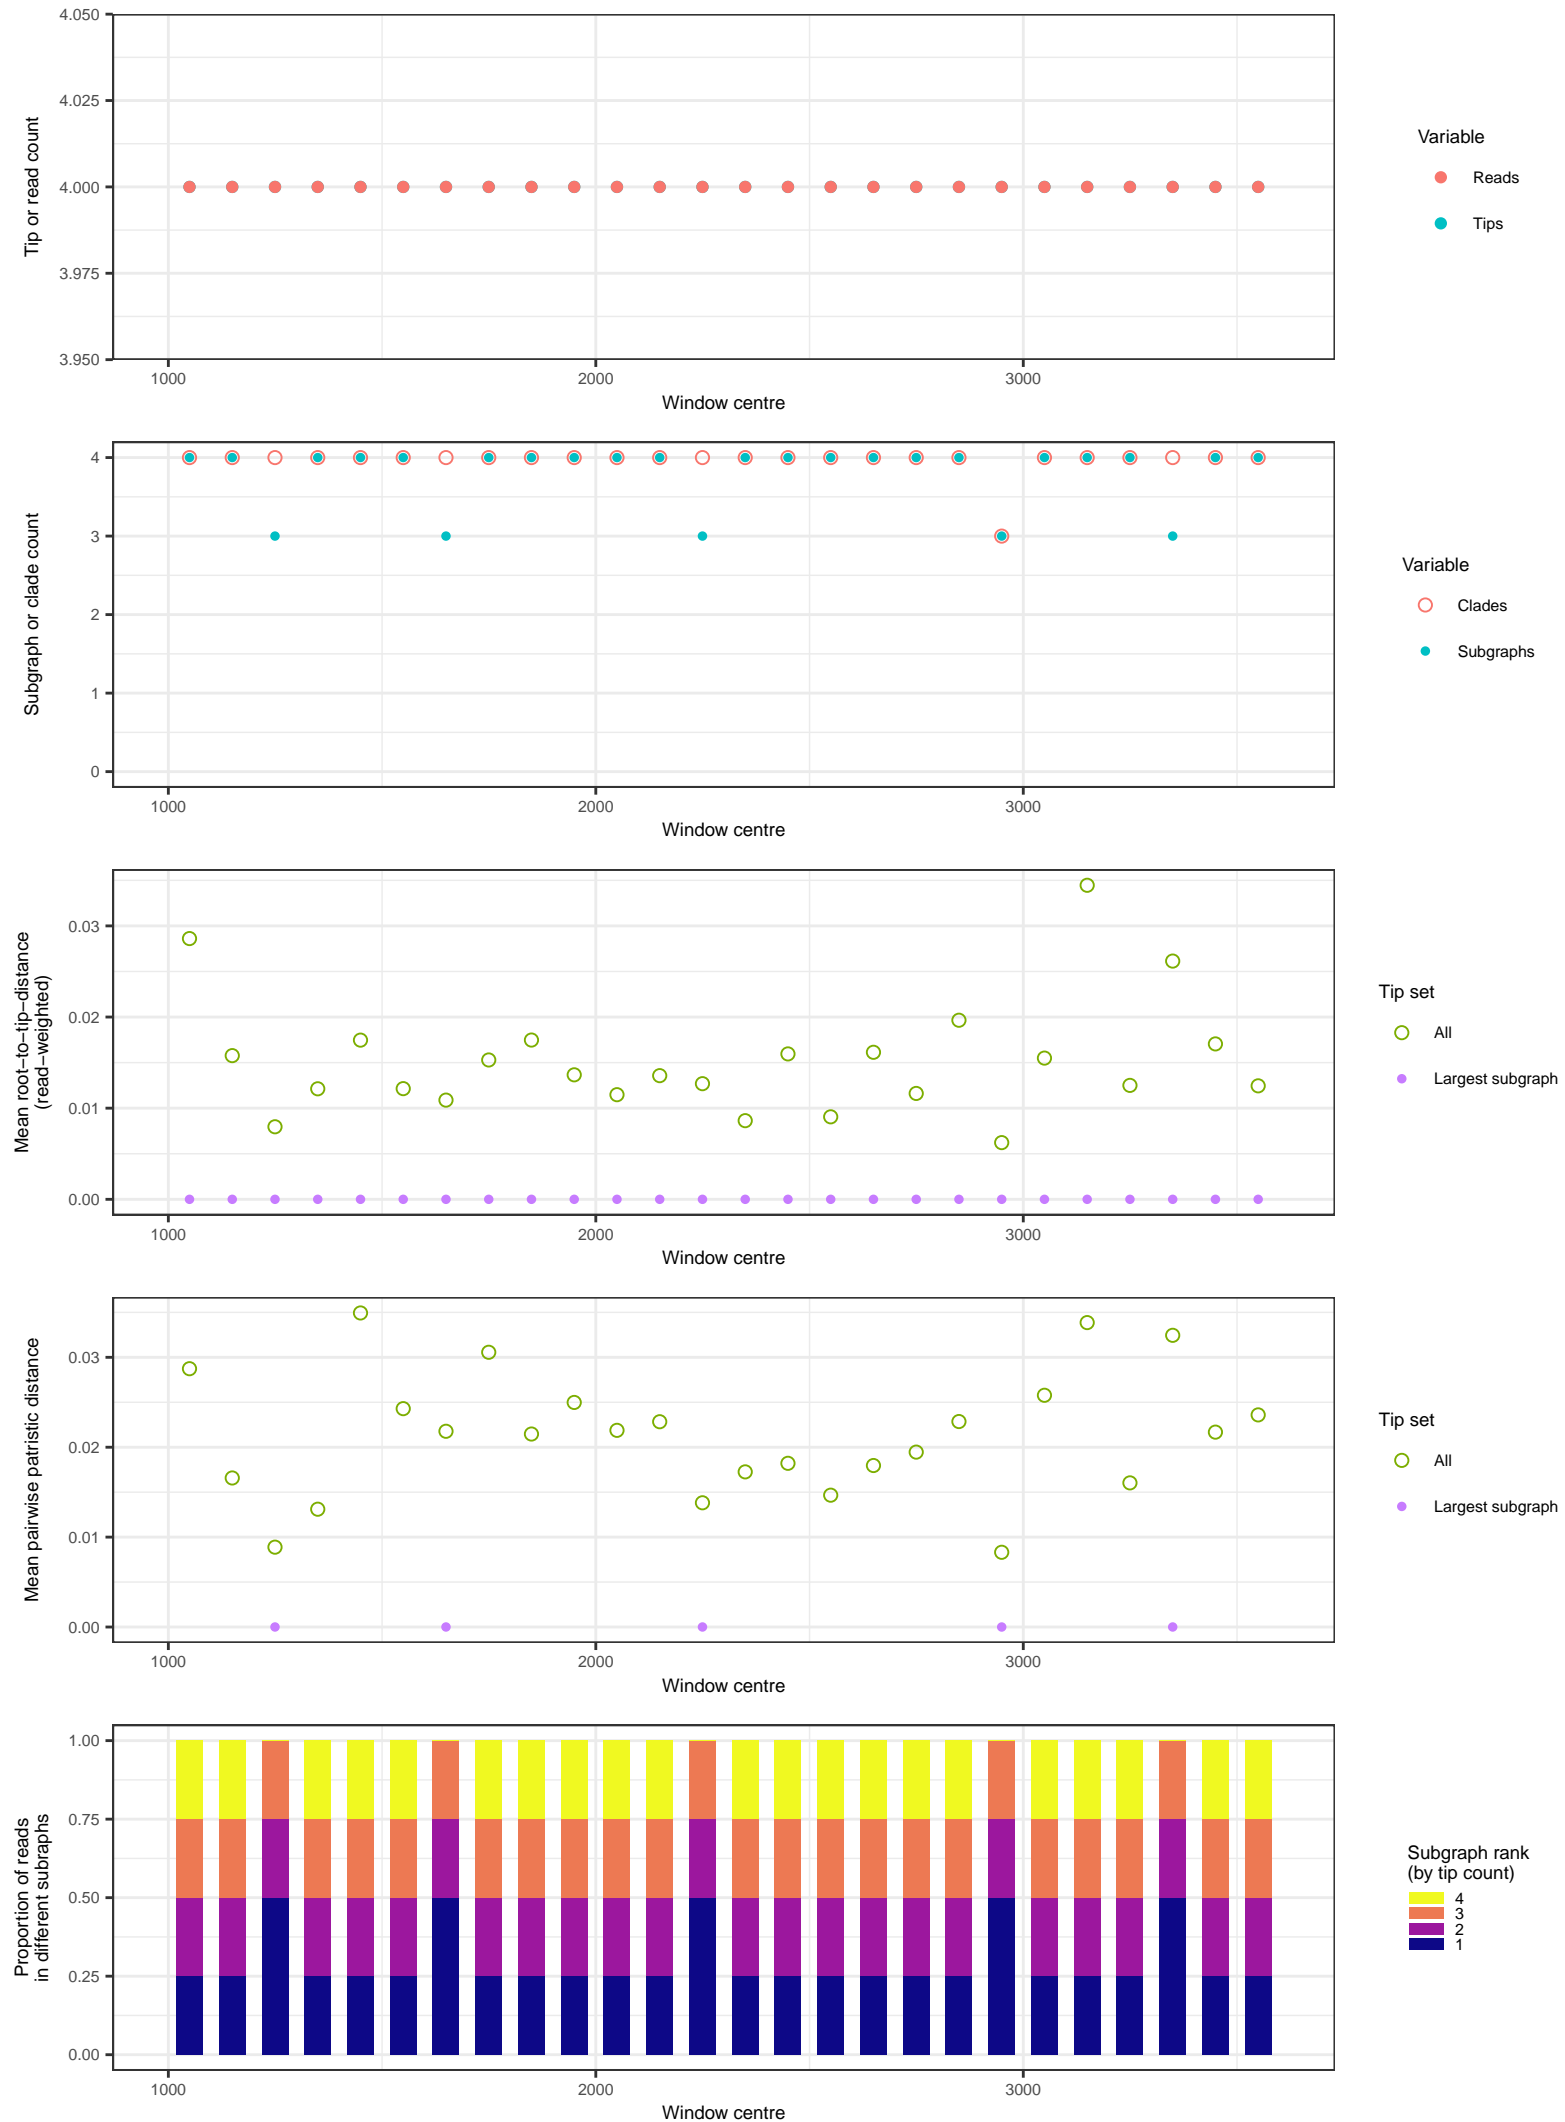 4.050
4.025
4.000
3.975
3.950
Tip or read count
1000 2000 3000
Window centre
Variable
Reads
Tips
4
3
2
1
0
Subgraph or clade count
1000 2000 3000
Window centre
Variable
Clades
Subgraphs
0.03
0.02
0.01
0.00
Mean root−to−tip−distance
(read−weighted)
1000 2000 3000
Window centre
Tip set
All
Largest subgraph
0.03
0.02
0.01
0.00
Mean pairwise patristic distance
1000 2000 3000
Window centre
Tip set
All
Largest subgraph
1.00
0.75
0.50
0.25
0.00
Proportion of reads
in different subraphs
1000 2000 3000
Window centre
Subgraph rank
(by tip count)
4
3
2
1